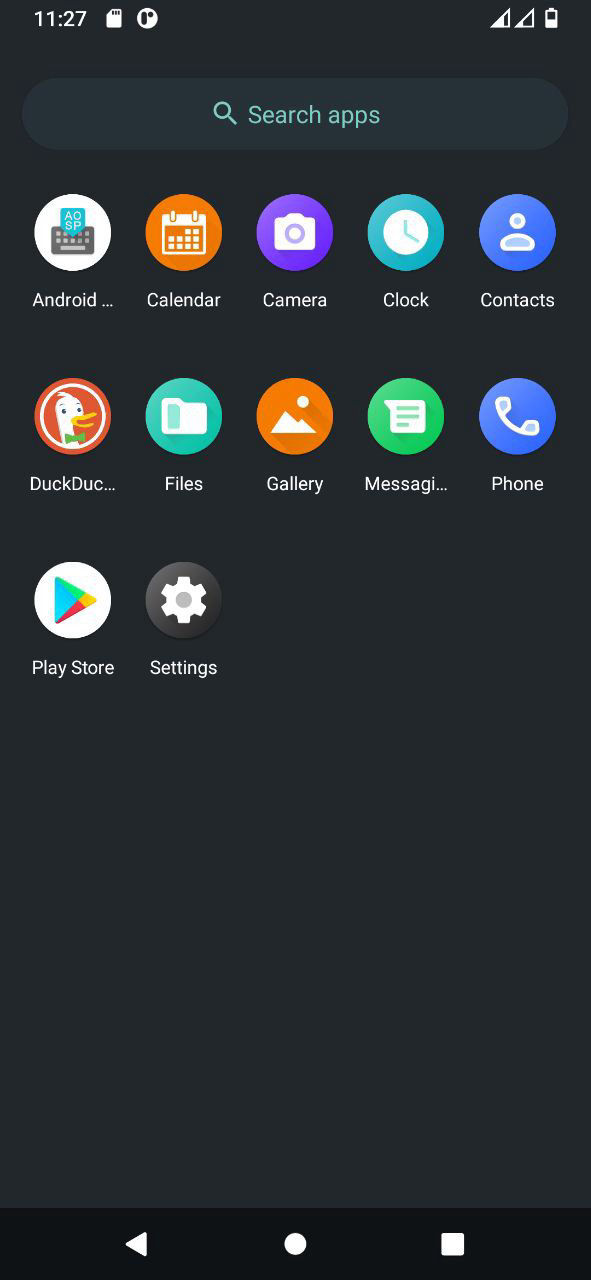 11:27
Search apps
AO
SP
Android ...
Calendar
Camera
Clock
Contacts
DuckDuc...
Files
Gallery
Messagi...
Phone
Play Store
Settings